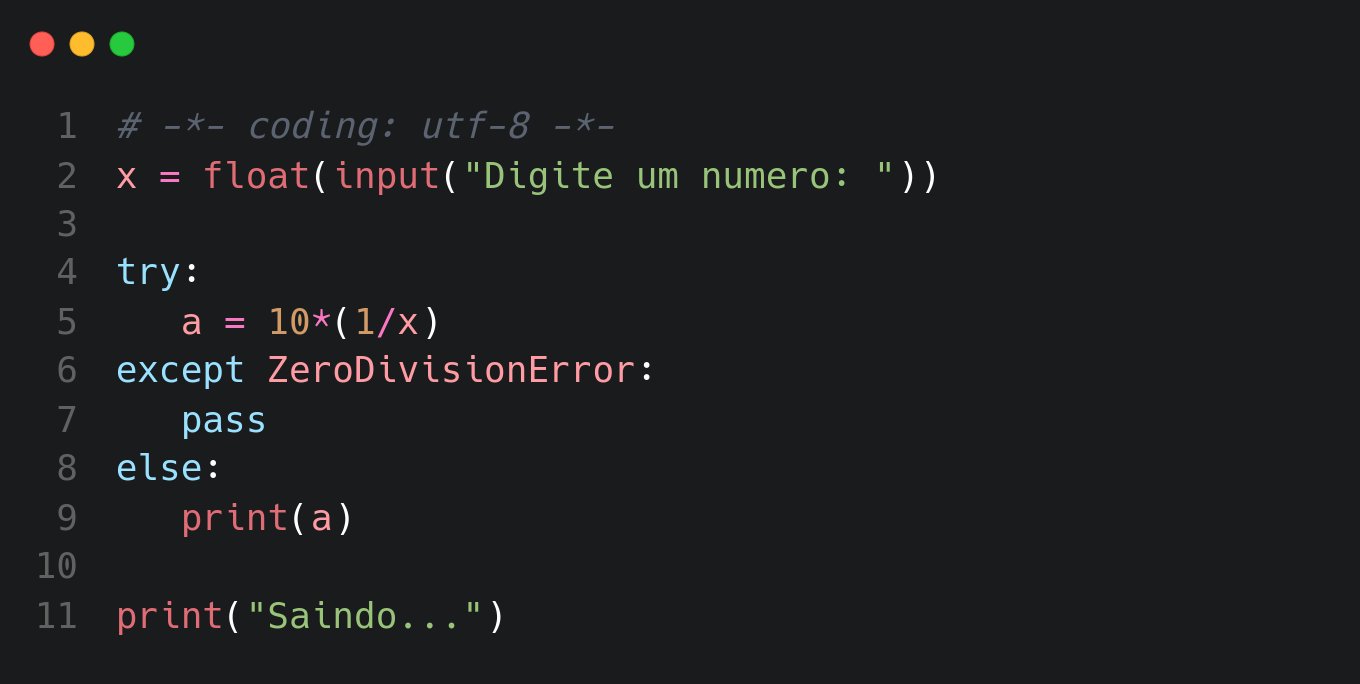 1 # -*- coding: utf-8 -*-
2 x = float(input("Digite um numero: "))
3
4 try:
5    a = 10*(1/x)
6 except ZeroDivisionError:
7    pass
8 else:
9    print(a)
10
11 print("Saindo...")